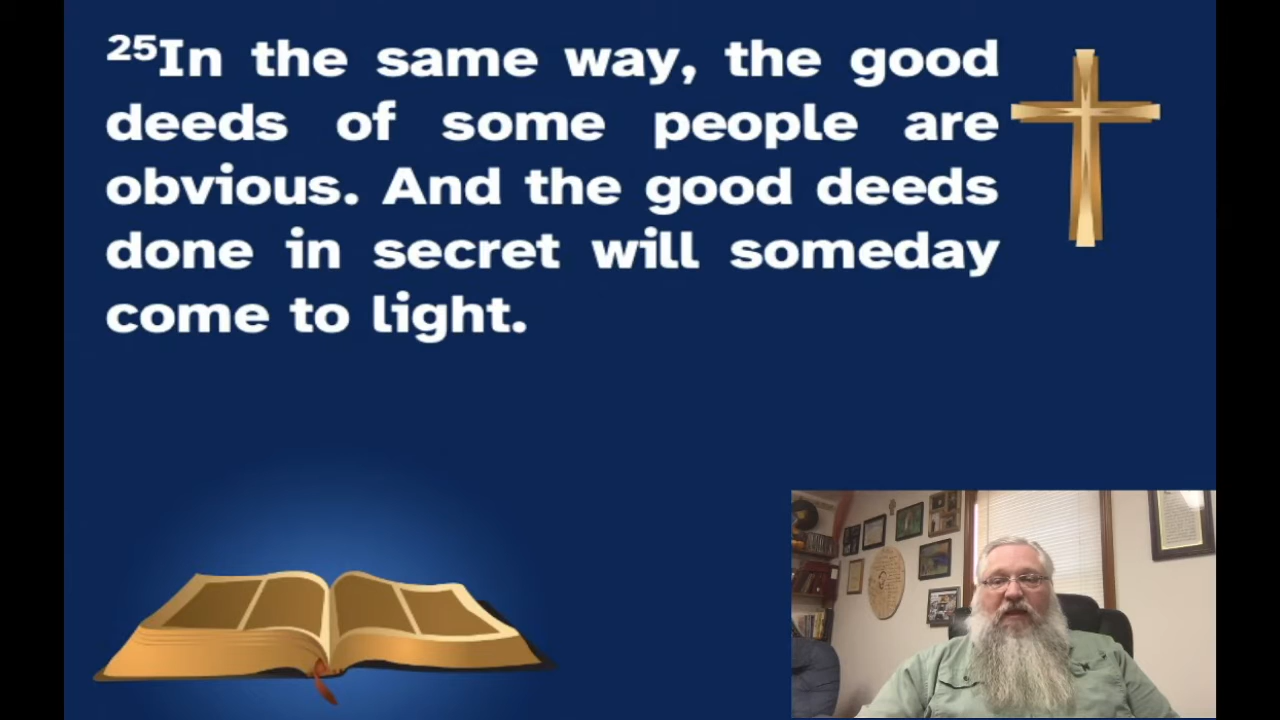 ²⁵In the same way, the good
deeds of some people are
obvious. And the good deeds
done in secret will someday
come to light.